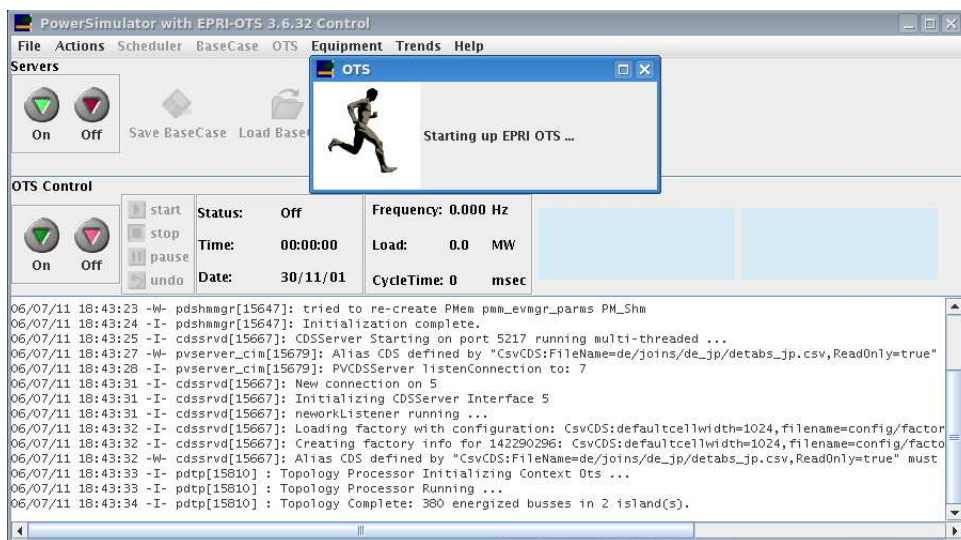 PowerSimulator with EPRI-OTS 3.6.32 Control
File Actions Scheduler BaseCase OTS Equipment Trends Help
Servers
OTS
On Off Save BaseCase Load Base
Starting up EPRI OTS ...
OTS Control
On Off
start
stop
pause
undo
Status: Off
Time: 00:00:00
Date: 30/11/01
Frequency: 0.000 Hz
Load: 0.0 MW
CycleTime: 0 msec
06/07/11 18:43:23 -W- pdshmmgr[15647]: tried to re-create PMem pmm_evmgr_parms PM_Shm
06/07/11 18:43:24 -I- pdshmmgr[15647]: Initialization complete.
06/07/11 18:43:25 -I- cdssrvd[15667]: CDSServer Starting on port 5217 running multi-threaded ...
06/07/11 18:43:27 -W- pvserver_cim[15679]: Alias CDS defined by "CsvCDS:FileName=de/joins/de_jp/detabs_jp.csv,ReadOnly=true"
06/07/11 18:43:28 -I- pvserver_cim[15679]: PVCDSServer listenConnection to: 7
06/07/11 18:43:31 -I- cdssrvd[15667]: New connection on 5
06/07/11 18:43:31 -I- cdssrvd[15667]: Initializing CDSServer Interface 5
06/07/11 18:43:31 -I- cdssrvd[15667]: neworkListener running ...
06/07/11 18:43:32 -I- cdssrvd[15667]: Loading factory with configuration: CsvCDS:defaultcellwidth=1024,filename=config/factor
06/07/11 18:43:32 -I- cdssrvd[15667]: Creating factory info for 142290296: CsvCDS:defaultcellwidth=1024,filename=config/facto
06/07/11 18:43:32 -W- cdssrvd[15667]: Alias CDS defined by "CsvCDS:FileName=de/joins/de_jp/detabs_jp.csv,ReadOnly=true" must
06/07/11 18:43:33 -I- pdtp[15810] : Topology Processor Initializing Context Ots ...
06/07/11 18:43:33 -I- pdtp[15810] : Topology Processor Running ...
06/07/11 18:43:34 -I- pdtp[15810] : Topology Complete: 380 energized busses in 2 island(s).